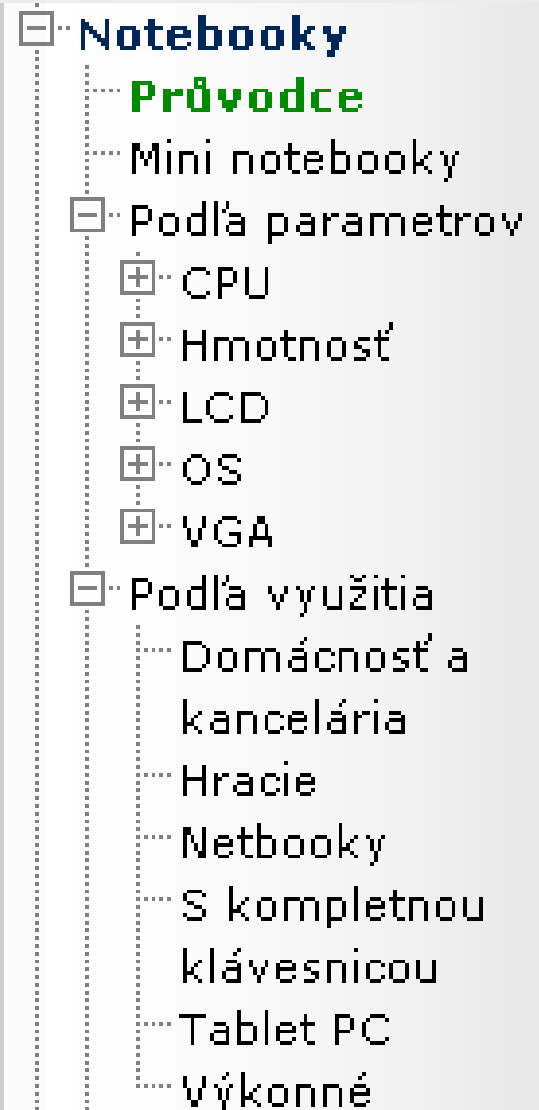 Notebooky
Průvodce
Mini notebooky
Podľa parametrov
CPU
Hmotnosť
LCD
OS
VGA
Podľa využitia
Domácnosť a
kancelária
Hracie
Netbooky
S kompletnou
klávesnicou
Tablet PC
Výkonné